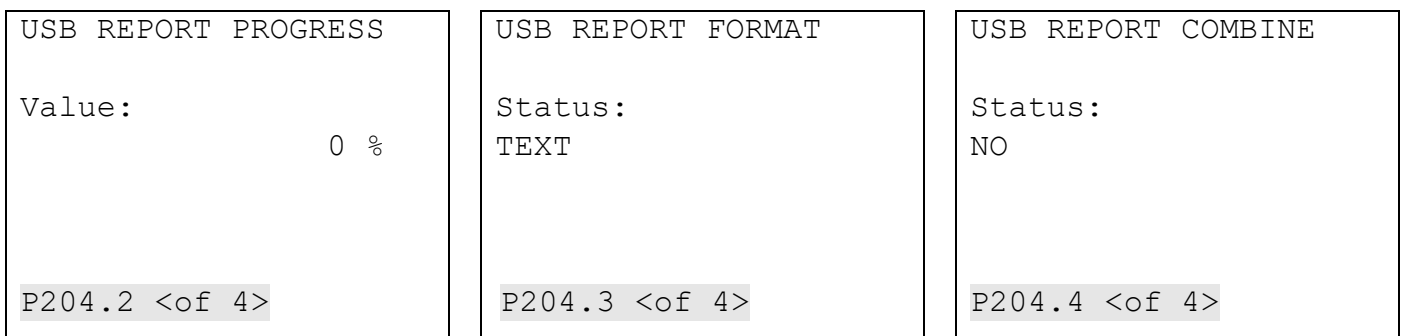 USB REPORT PROGRESS
Value:
0 %
P204.2 <of 4>
USB REPORT FORMAT
Status:
TEXT
P204.3 <of 4>
USB REPORT COMBINE
Status:
NO
P204.4 <of 4>